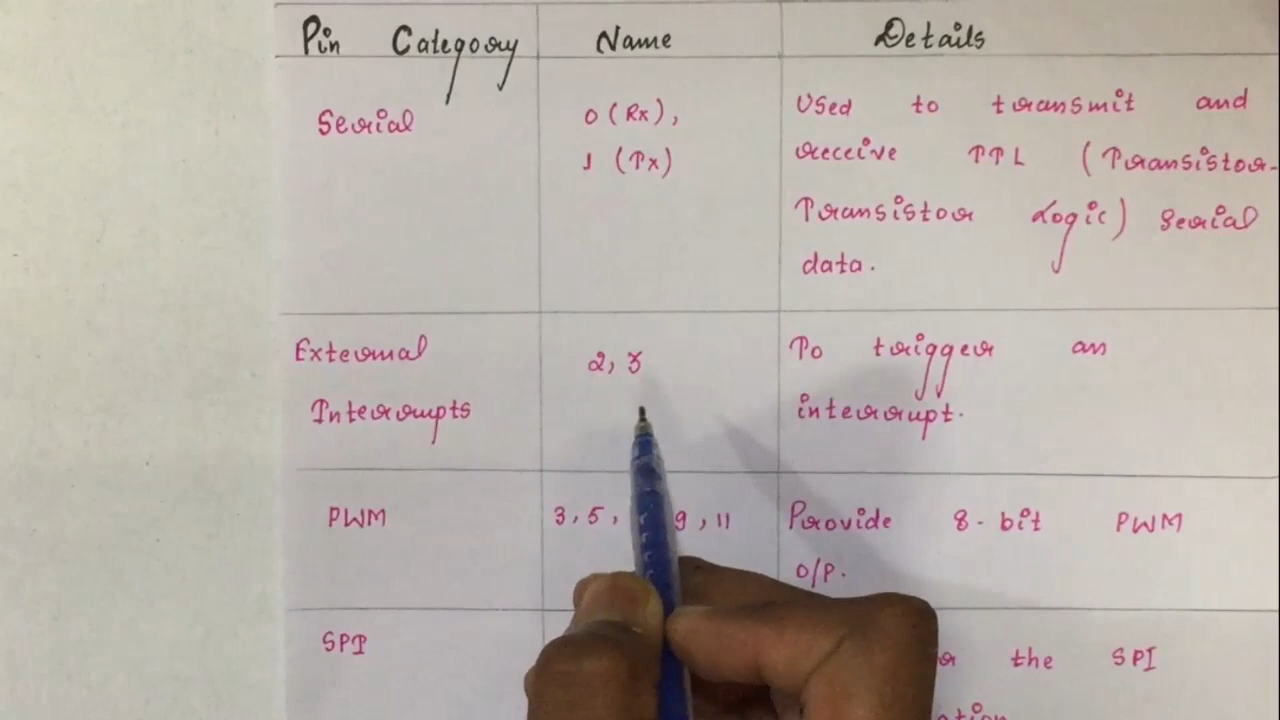 Pin Category Name Details
Serial 0 (Rx), Used to transmit and
1 (Tx) receive TTL (Transistor-
Transistor Logic) Serial
data.
External 2, 3 To trigger an
Interrupts interrupt.
PWM 3, 5, 9, 11 Provide 8-bit PWM
O/P.
SPI the SPI